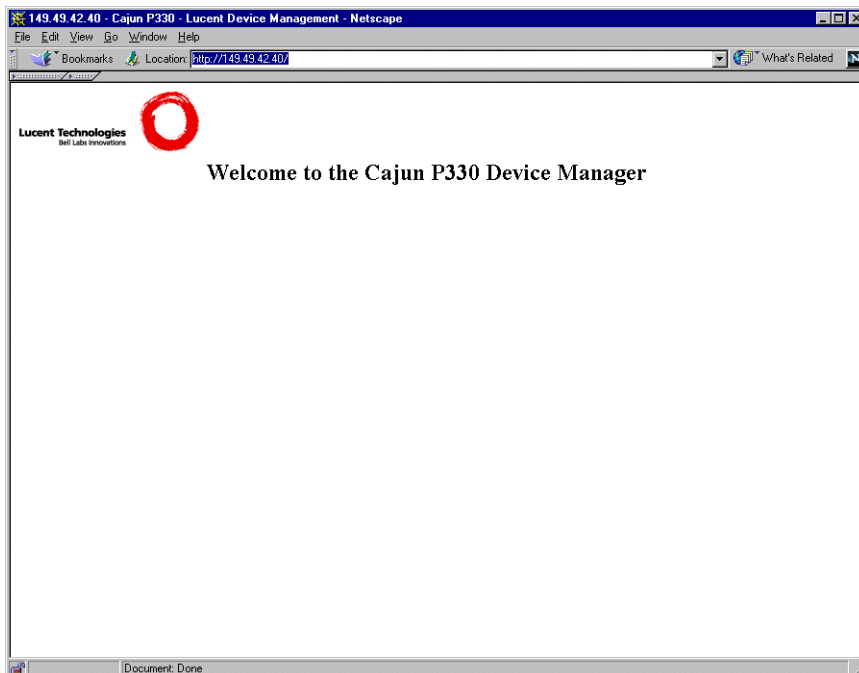 149.49.42.40 - Cajun P330 - Lucent Device Management - Netscape
File Edit View Go Window Help
Bookmarks Location: http://149.49.42.40/ What's Related N
Lucent Technologies
Bell Labs Innovations
Welcome to the Cajun P330 Device Manager
Document: Done